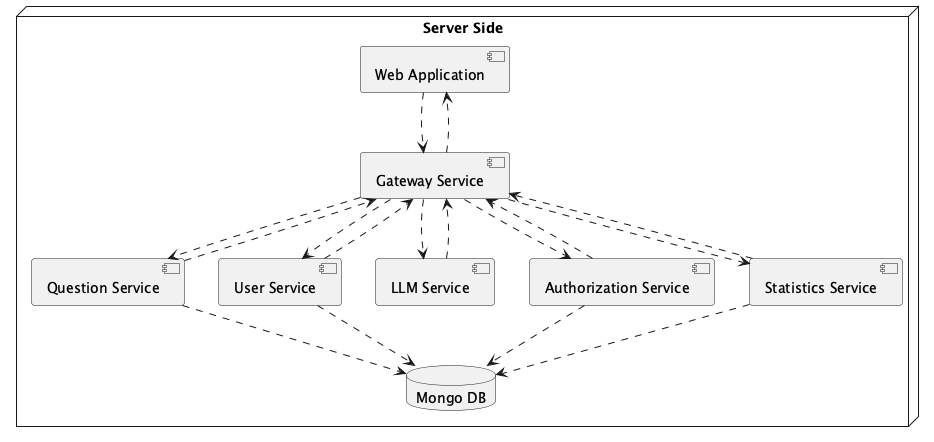 Server Side
Web Application
Gateway Service
Question Service
User Service
LLM Service
Authorization Service
Statistics Service
Mongo DB